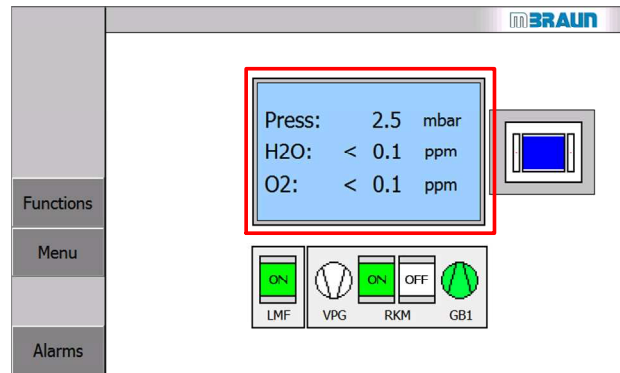 mBRAUN
Press: 2.5 mbar
H2O: < 0.1 ppm
O2: < 0.1 ppm
Functions
Menu
ON ON OFF
LMF VPG RKM GB1
Alarms